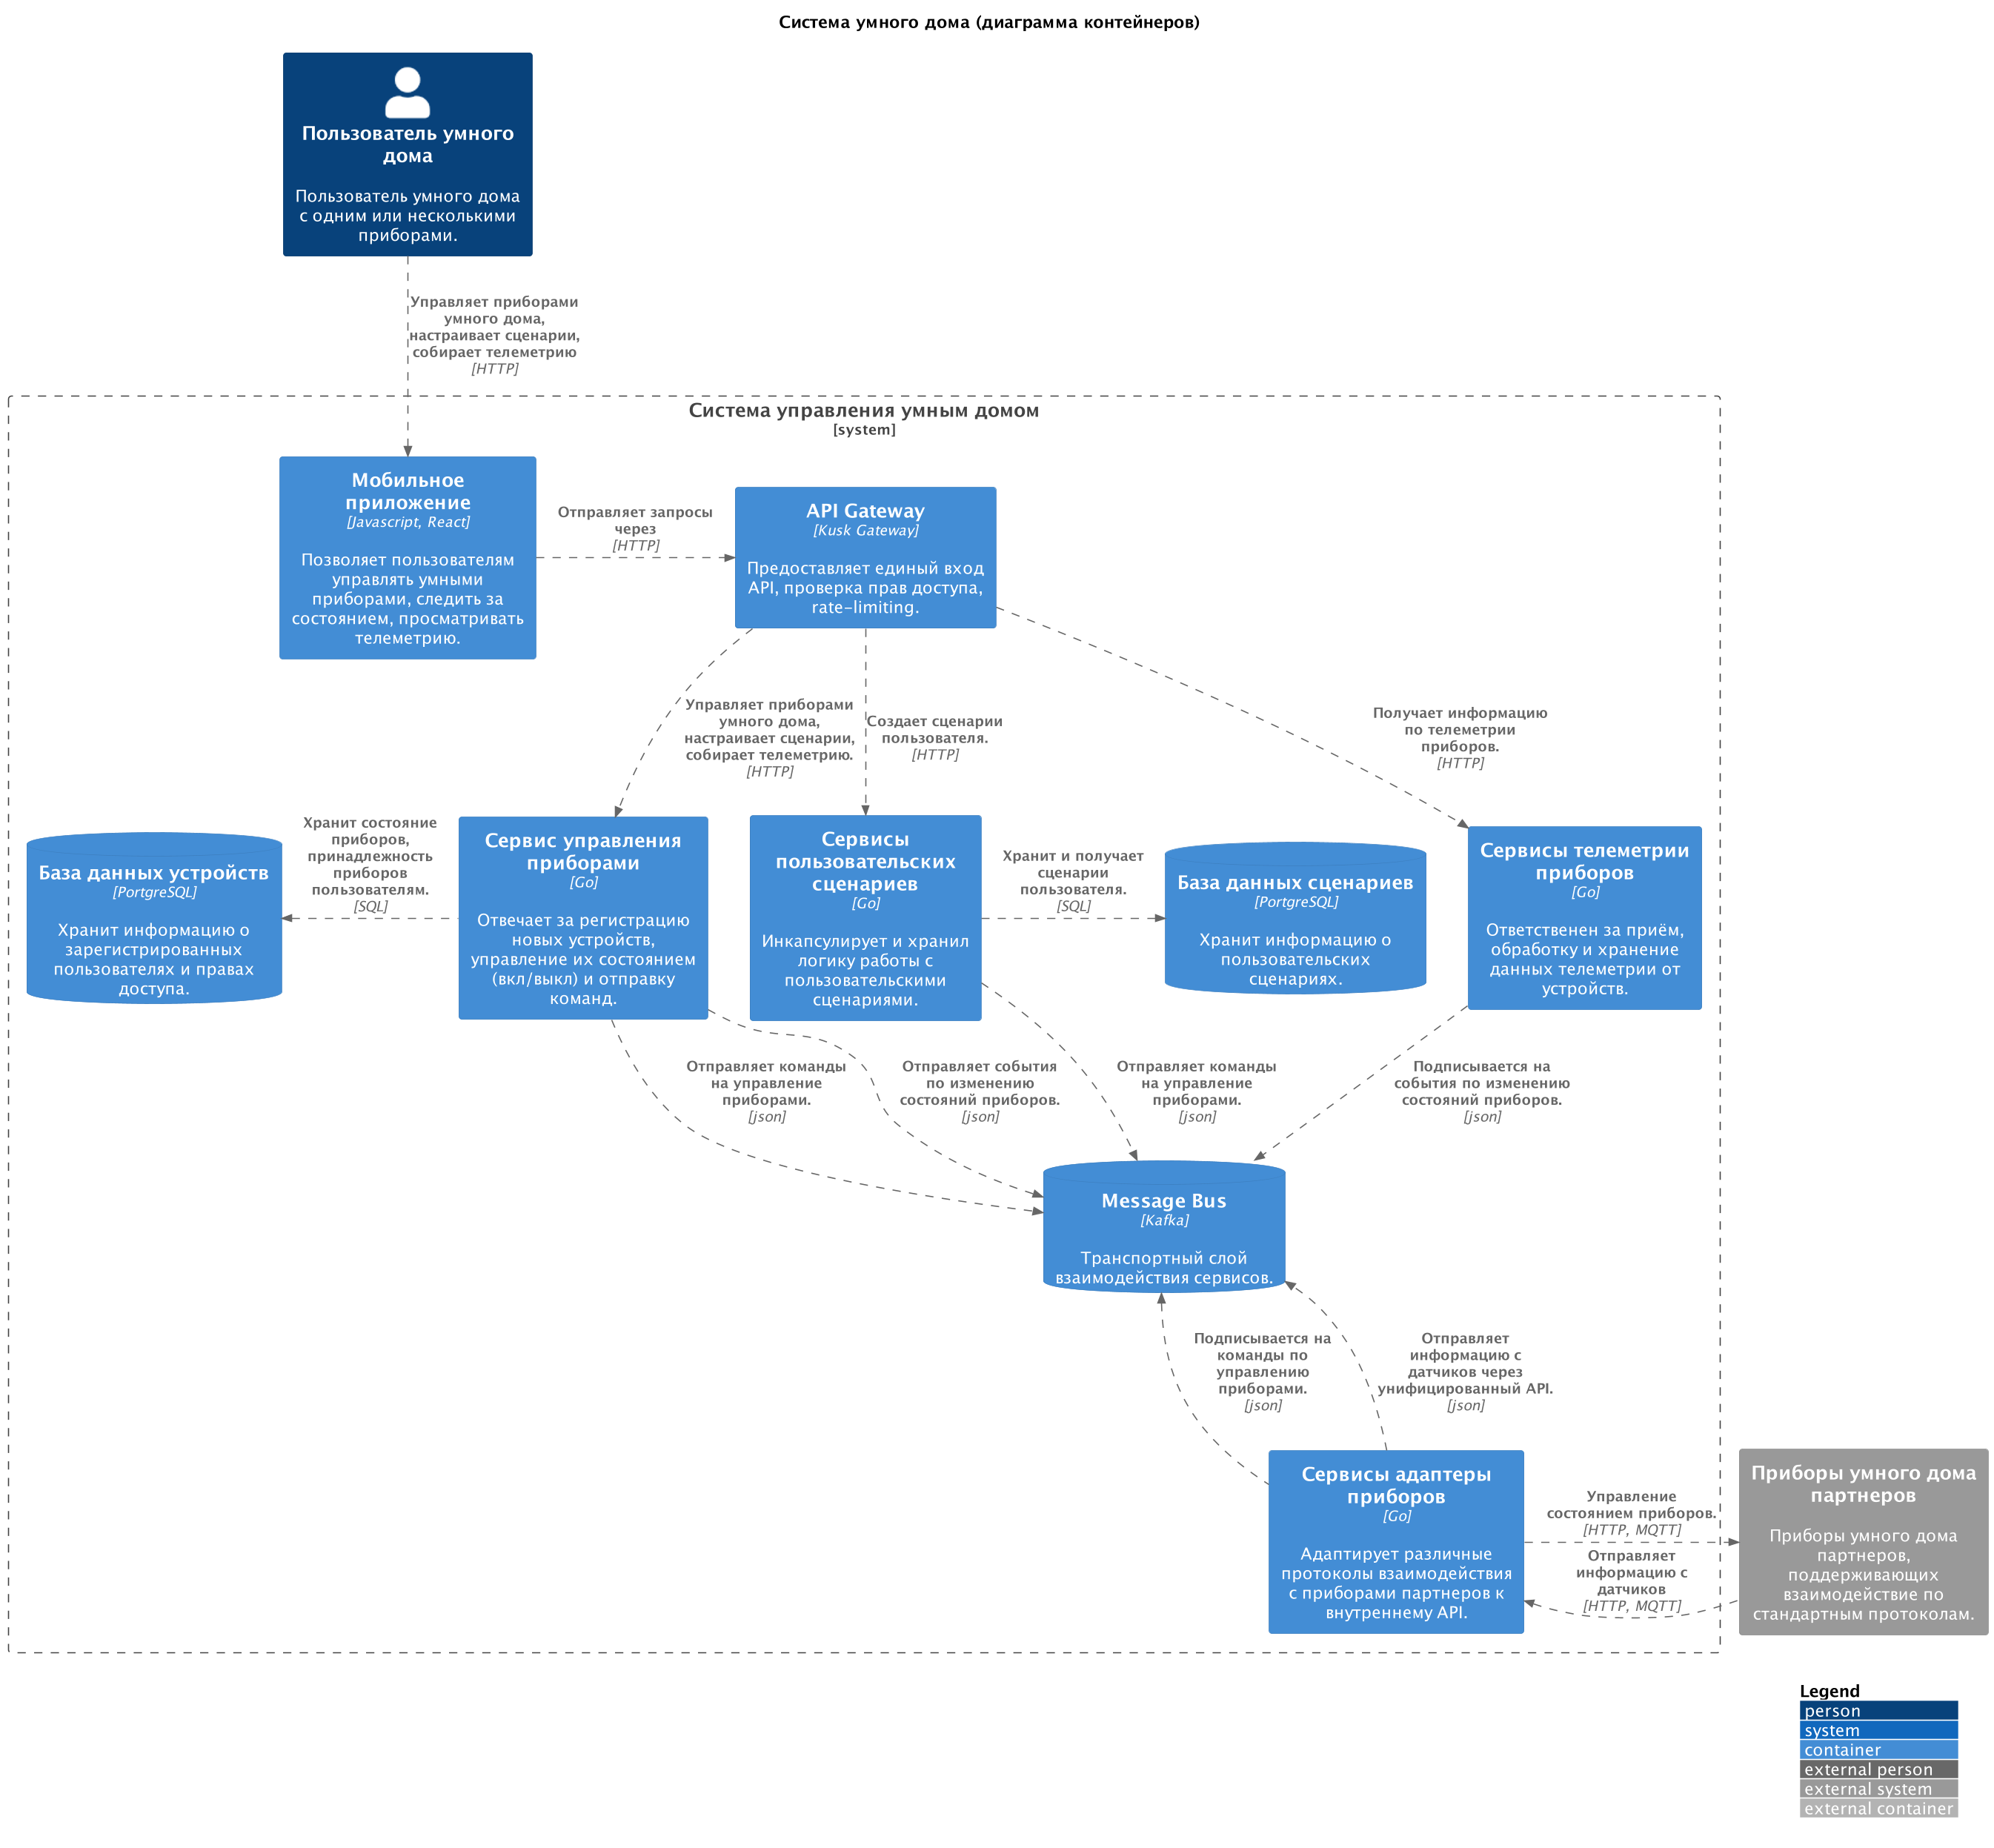 Система умного дома (диаграмма контейнеров)
Пользователь умного
дома
Пользователь умного дома
с одним или несколькими
приборами.
Управляет приборами
умного дома,
настраивает сценарии,
собирает телеметрию
[HTTP]
Система управления умным домом
[system]
Мобильное
приложение
[Javascript, React]
Позволяет пользователям
управлять умными
приборами, следить за
состоянием, просматривать
телеметрию.
Отправляет запросы
через
[HTTP]
API Gateway
[Kusk Gateway]
Предоставляет единый вход
API, проверка прав доступа,
rate-limiting.
Управляет приборами
умного дома,
настраивает сценарии,
собирает телеметрию.
[HTTP]
Создает сценарии
пользователя.
[HTTP]
Получает информацию
по телеметрии
приборов.
[HTTP]
База данных устройств
[PortgreSQL]
Хранит информацию о
зарегистрированных
пользователях и правах
доступа.
Хранит состояние
приборов,
принадлежность
приборов
пользователям.
[SQL]
Сервис управления
приборами
[Go]
Отвечает за регистрацию
новых устройств,
управление их состоянием
(вкл/выкл) и отправку
команд.
Сервисы
пользовательских
сценариев
[Go]
Инкапсулирует и хранил
логику работы с
пользовательскими
сценариями.
Хранит и получает
сценарии
пользователя.
[SQL]
База данных сценариев
[PortgreSQL]
Хранит информацию о
пользовательских
сценариях.
Сервисы телеметрии
приборов
[Go]
Ответственен за приём,
обработку и хранение
данных телеметрии от
устройств.
Отправляет команды
на управление
приборами.
[json]
Отправляет события
по изменению
состояний приборов.
[json]
Отправляет команды
на управление
приборами.
[json]
Подписывается на
события по изменению
состояний приборов.
[json]
Message Bus
[Kafka]
Транспортный слой
взаимодействия сервисов.
Подписывается на
команды по
управлению
приборами.
[json]
Отправляет
информацию с
датчиков через
унифицированный API.
[json]
Сервисы адаптеры
приборов
[Go]
Адаптирует различные
протоколы взаимодействия
с приборами партнеров к
внутреннему API.
Управление
состоянием приборов.
[HTTP, MQTT]
Отправляет
информацию с
датчиков
[HTTP, MQTT]
Приборы умного дома
партнеров
Приборы умного дома
партнеров,
поддерживающих
взаимодействие по
стандартным протоколам.
Legend
person
system
container
external person
external system
external container